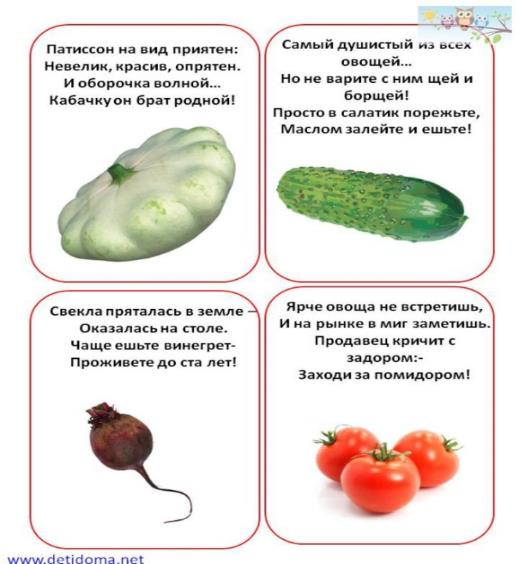 Патиссон на вид приятен:
Невелик, красив, опрятен.
И оборочка волной...
Кабачку он брат родной!
Самый душистый из всех
овощей...
Но не варите с ним щей и
борщей!
Просто в салатик порежьте,
Маслом залейте и ешьте!
Свекла пряталась в земле –
Оказалась на столе.
Чаще ешьте винегрет-
Проживете до ста лет!
Ярче овоща не встретишь,
И на рынке в миг заметишь.
Продавец кричит с
задором:-
Заходи за помидором!
www.detidoma.net